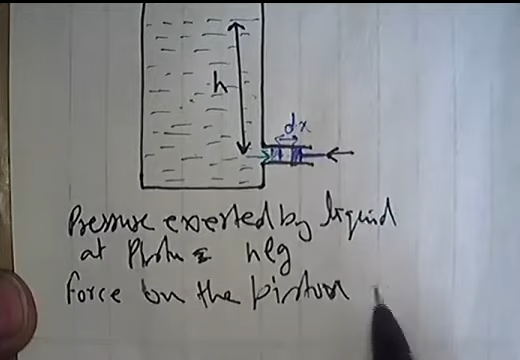 h
dx
Pressure exerted by liquid
at Piston = hρg
Force on the piston